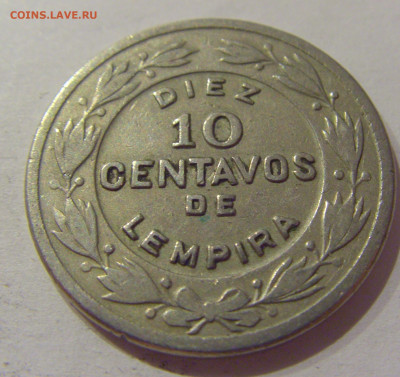 COINS.LAVE.RU
DIEZ
10
CENTAVOS
DE
LEMPIRA